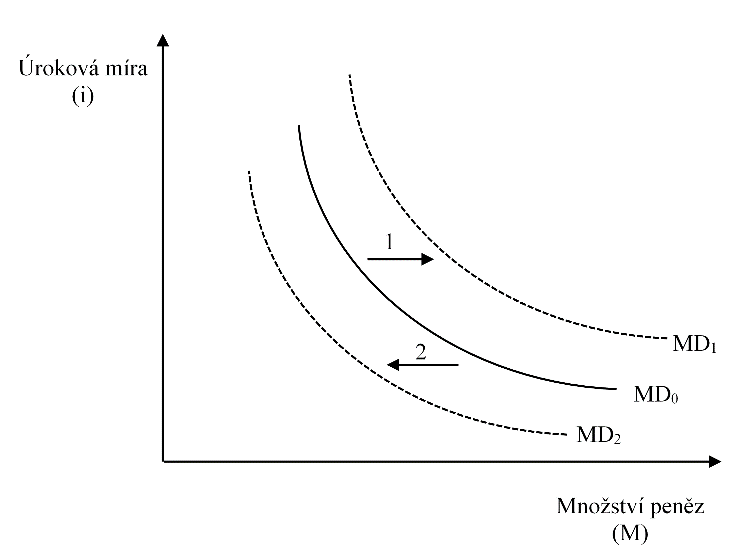 Úroková míra
(i)
1
2
MD₁
MD₀
MD₂
Množství peněz
(M)